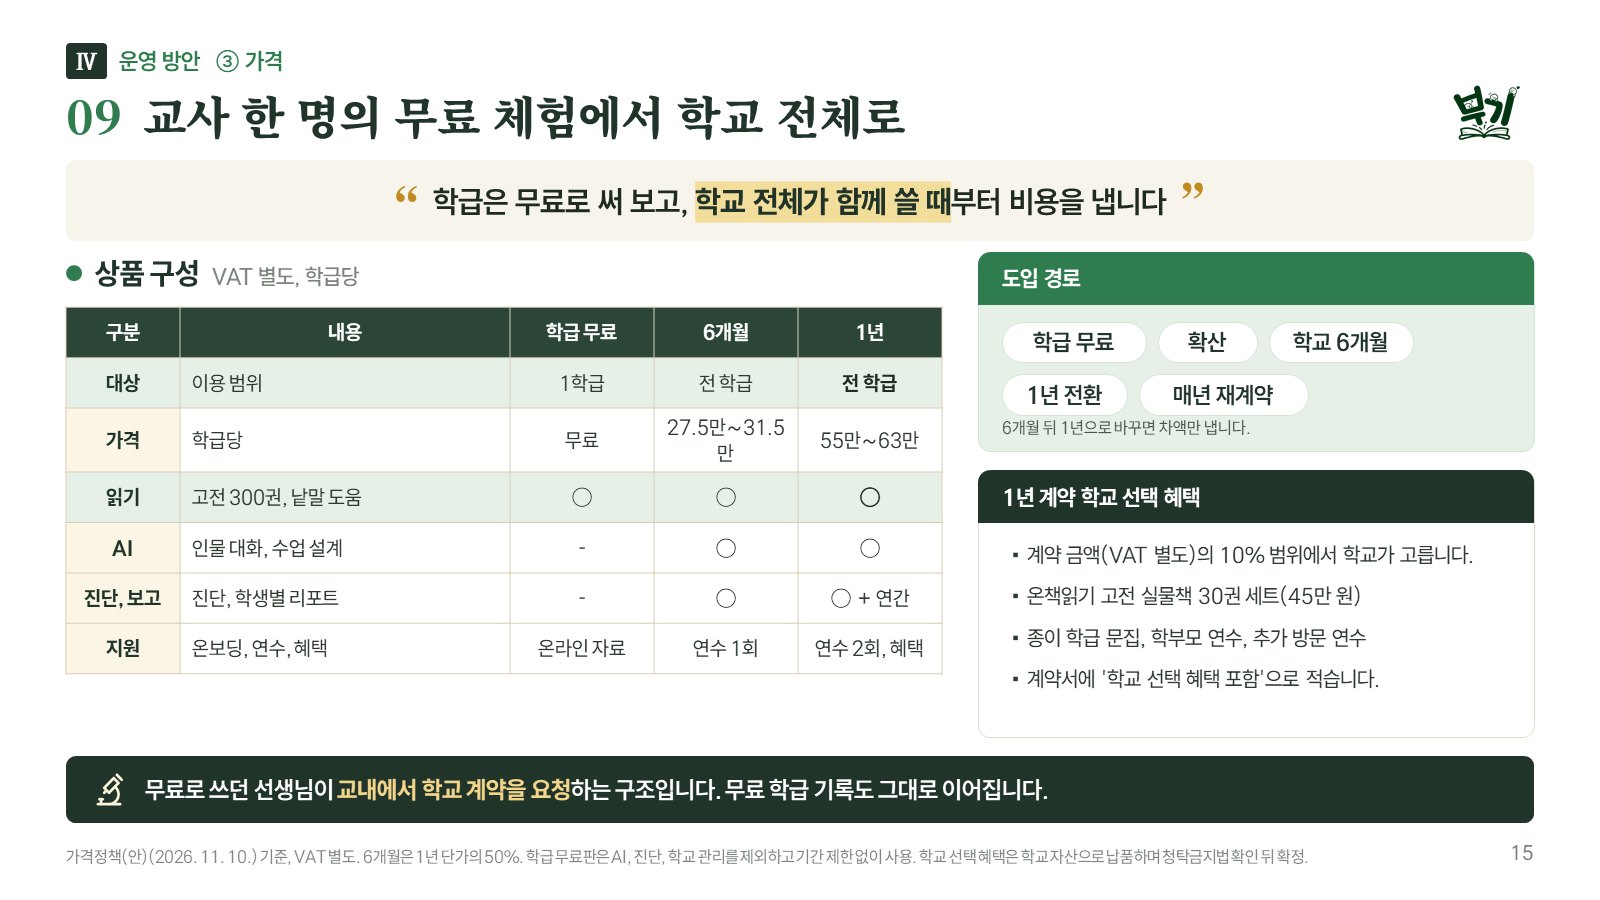 Ⅳ 운영 방안 ③ 가격
09 교사 한 명의 무료 체험에서 학교 전체로
북기
“ 학급은 무료로 써 보고, 학교 전체가 함께 쓸 때부터 비용을 냅니다 ”
상품 구성 VAT 별도, 학급당
구분 내용 학급 무료 6개월 1년
대상 이용 범위 1학급 전 학급 전 학급
가격 학급당 무료 27.5만~31.5만 55만~63만
읽기 고전 300권, 낱말 도움 ○ ○ ○
AI 인물 대화, 수업 설계 - ○ ○
진단, 보고 진단, 학생별 리포트 - ○ ○ + 연간
지원 온보딩, 연수, 혜택 온라인 자료 연수 1회 연수 2회, 혜택
도입 경로
학급 무료 확산 학교 6개월
1년 전환 매년 재계약
6개월 뒤 1년으로 바꾸면 차액만 냅니다.
1년 계약 학교 선택 혜택
▪ 계약 금액(VAT 별도)의 10% 범위에서 학교가 고릅니다.
▪ 온책읽기 고전 실물책 30권 세트(45만 원)
▪ 종이 학급 문집, 학부모 연수, 추가 방문 연수
▪ 계약서에 '학교 선택 혜택 포함'으로 적습니다.
무료로 쓰던 선생님이 교내에서 학교 계약을 요청하는 구조입니다. 무료 학급 기록도 그대로 이어집니다.
가격정책(안)(2026. 11. 10.) 기준, VAT 별도. 6개월은 1년 단가의 50%. 학급 무료판은 AI, 진단, 학교 관리를 제외하고 기간 제한 없이 사용. 학교 선택 혜택은 학교 자산으로 납품하며 청탁금지법 확인 뒤 확정.
15